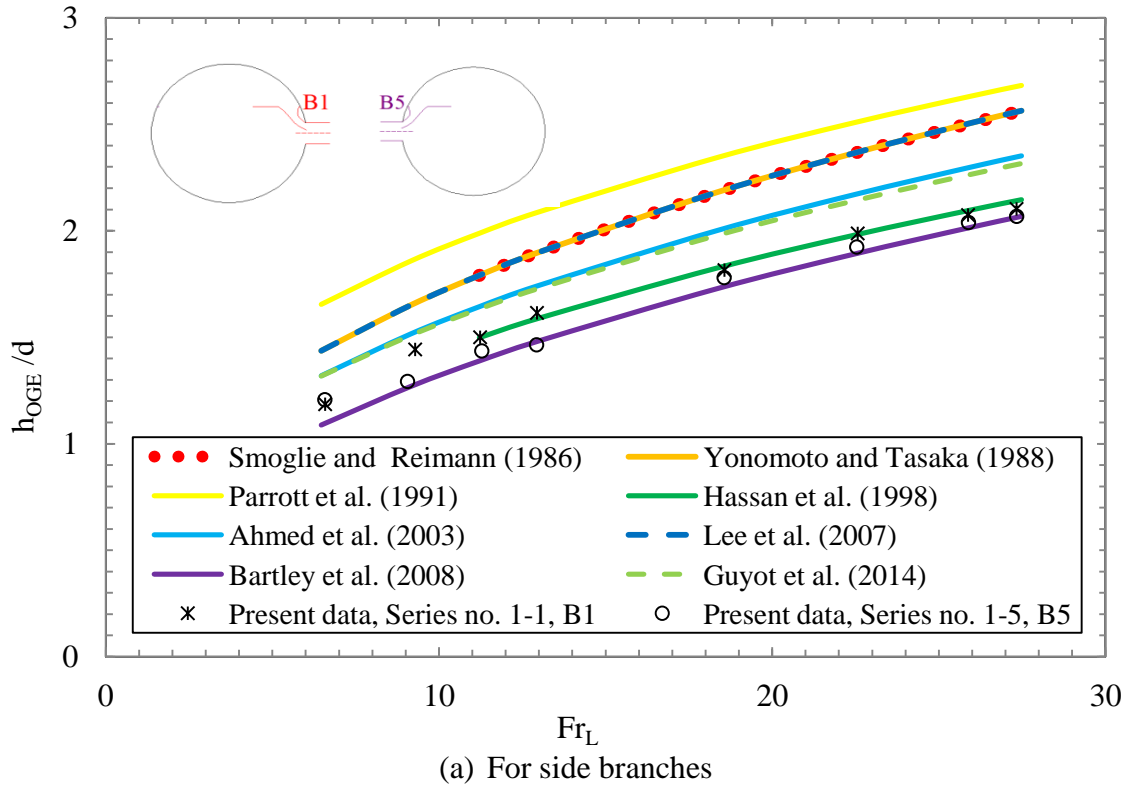 3
B1
B5
2
h_OGE /d
1
Smoglie and Reimann (1986)
Yonomoto and Tasaka (1988)
Parrott et al. (1991)
Hassan et al. (1998)
Ahmed et al. (2003)
Lee et al. (2007)
Bartley et al. (2008)
Guyot et al. (2014)
Present data, Series no. 1-1, B1
Present data, Series no. 1-5, B5
0
0 10 20 30
Fr_L
(a) For side branches